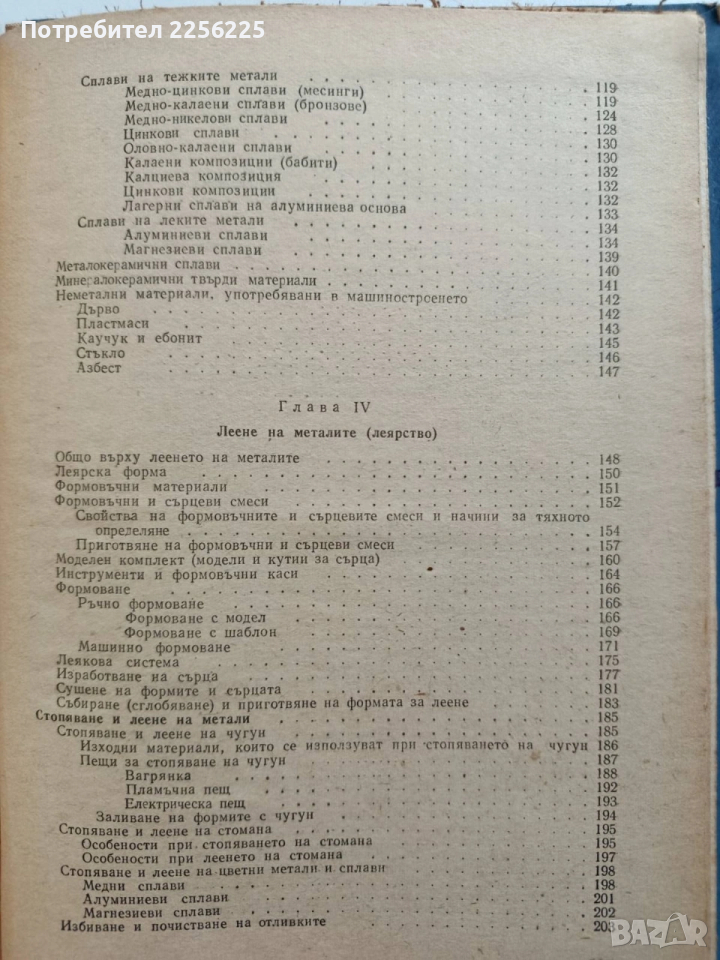 Потребител 2256225
Сплави на тежките метали 119
Медно-цинкови сплави (месинги) 119
Медно-калаени сплави (бронзове) 124
Медно-никелови сплави 128
Цинкови сплави 130
Оловно-калаени сплави 130
Калаени композиции (бабити) 132
Калциева композиция 132
Цинкови композиции 132
Лагерни сплави на алуминиева основа 133
Сплави на леките метали 134
Алуминиеви сплави 134
Магнезиеви сплави 139
Металокерамични сплави 140
Минералокерамични твърди материали 141
Неметални материали, употребявани в машиностроенето 142
Дърво 142
Пластмаси 143
Каучук и ебонит 145
Стъкло 146
Азбест 147
Глава IV
Леене на металите (леярство)
Общо върху леенето на металите 148
Леярска форма 150
Формовъчни материали 151
Формовъчни и сърцеви смеси 152
Свойства на формовъчните и сърцевите смеси и начини за тяхното
определяне 154
Приготвяне на формовъчни и сърцеви смеси 157
Моделен комплект (модели и кутии за сърца) 160
Инструменти и формовъчни каси 164
Формоване 166
Ръчно формоване 166
Формоване с модел 166
Формоване с шаблон 169
Машинно формоване 171
Леякова система 175
Изработване на сърца 177
Сушене на формите и сърцата 181
Събиране (сглобяване) и приготвяне на формата за леене 183
Стопяване и леене на метали 185
Стопяване и леене на чугун 185
Изходни материали, които се използуват при стопяването на чугун 186
Пещи за стопяване на чугун 187
Вагрянка 188
Пламъчна пещ 192
Електрическа пещ 193
Заливане на формите с чугун 194
Стопяване и леене на стомана 195
Особености при стопяването на стомана 195
Особености при леенето на стомана 197
Стопяване и леене на цветни метали и сплави 198
Медни сплави 198
Алуминиеви сплави 201
Магнезиеви сплави 202
Избиване и почистване на отливките 203
BAZAR